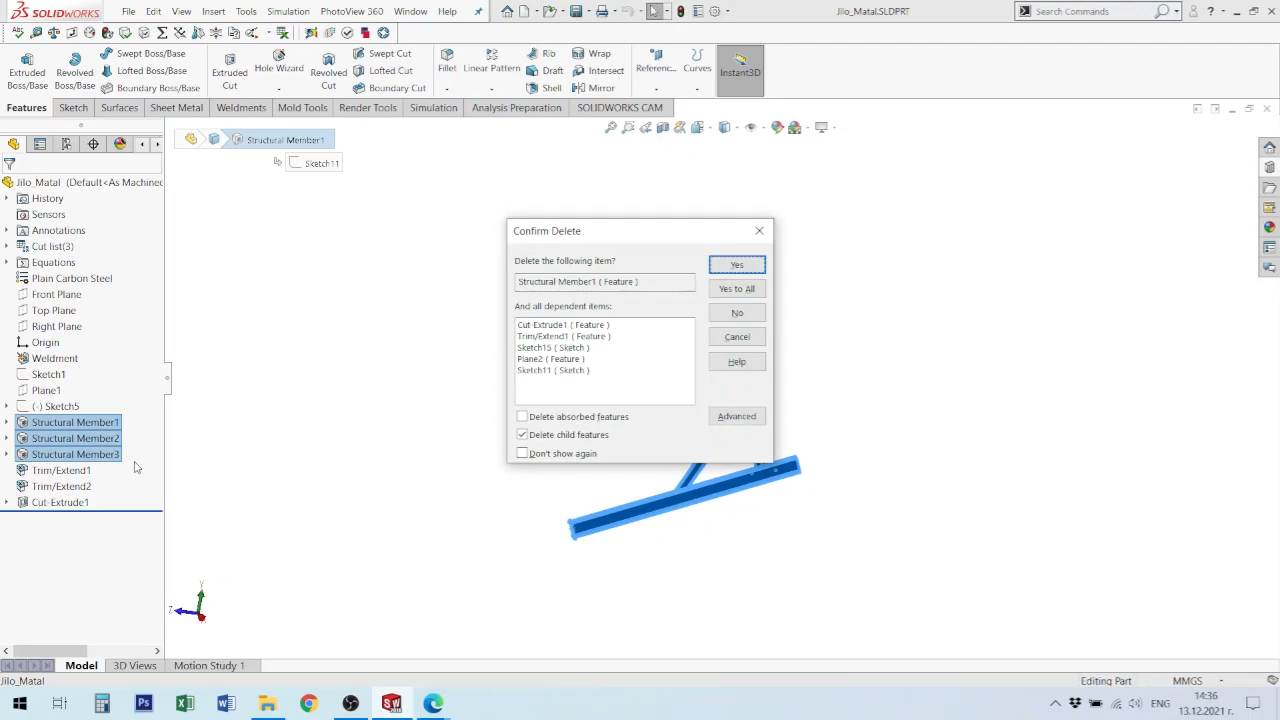 SOLIDWORKS File Edit View Insert Tools Simulation PhotoView 360 Window Help Jilo_Matal.SLDPRT Search Commands
Extruded Boss/Base
Revolved Boss/Base
Swept Boss/Base
Lofted Boss/Base
Boundary Boss/Base
Extruded Cut
Hole Wizard
Revolved Cut
Swept Cut
Lofted Cut
Boundary Cut
Fillet
Linear Pattern
Rib
Draft
Shell
Wrap
Intersect
Mirror
Referenc...
Curves
Instant3D
Features Sketch Surfaces Sheet Metal Weldments Mold Tools Render Tools Simulation Analysis Preparation SOLIDWORKS CAM
Structural Member1
Sketch11
Jilo_Matal (Default<As Machined
History
Sensors
Annotations
Cut list(3)
Equations
Plain Carbon Steel
Front Plane
Top Plane
Right Plane
Origin
Weldment
Sketch1
Plane1
(-) Sketch5
Structural Member1
Structural Member2
Structural Member3
Trim/Extend1
Trim/Extend2
Cut-Extrude1
Confirm Delete
Delete the following item?
Structural Member1 ( Feature )
And all dependent items:
Cut-Extrude1 ( Feature )
Trim/Extend1 ( Feature )
Sketch15 ( Sketch )
Plane2 ( Feature )
Sketch11 ( Sketch )
Yes
Yes to All
No
Cancel
Help
Advanced
Delete absorbed features
Delete child features
Don't show again
Y
Z
Model 3D Views Motion Study 1
Jilo_Matal Editing Part MMGS
ENG 14:36
13.12.2021 г.